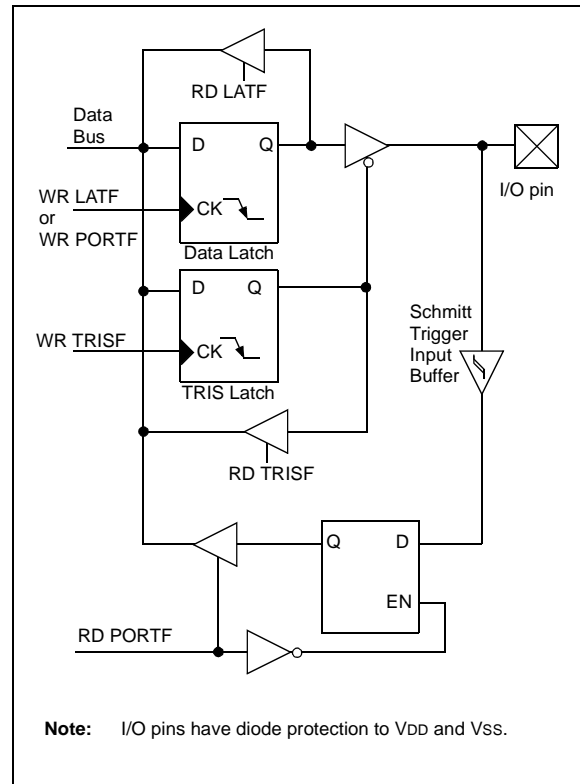 RD LATF
Data
Bus
D Q
I/O pin
WR LATF
or
WR PORTF
CK
Data Latch
D Q
WR TRISF
CK
TRIS Latch
Schmitt
Trigger
Input
Buffer
RD TRISF
Q D
EN
RD PORTF
Note: I/O pins have diode protection to VDD and VSS.